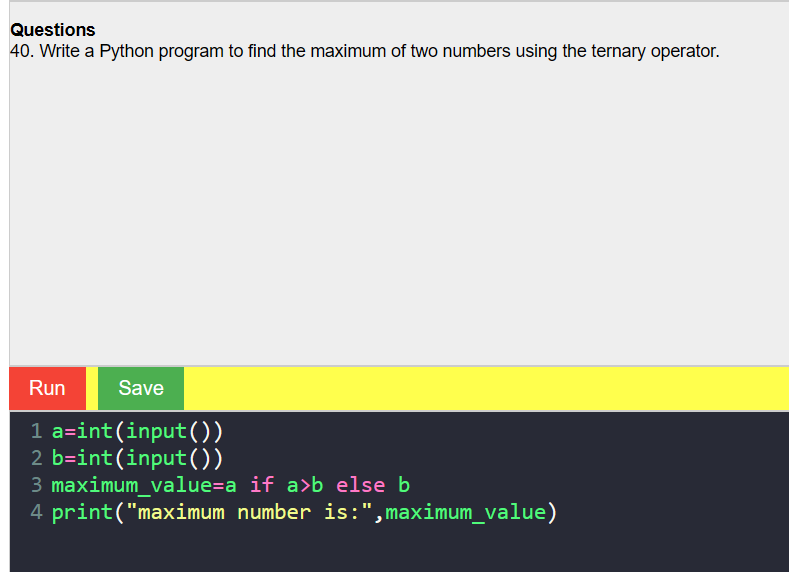 Questions
40. Write a Python program to find the maximum of two numbers using the ternary operator.
Run Save
1 a=int(input())
2 b=int(input())
3 maximum_value=a if a>b else b
4 print("maximum number is:",maximum_value)